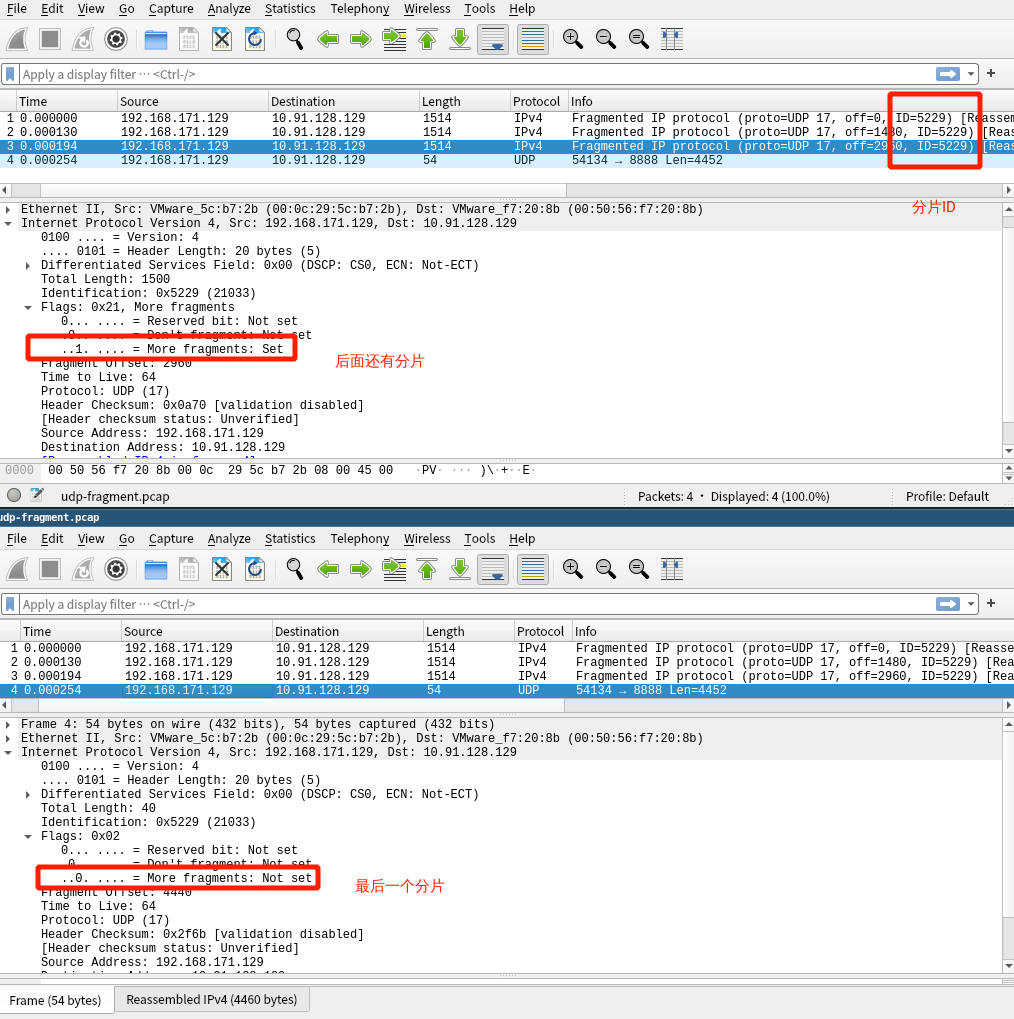 File Edit View Go Capture Analyze Statistics Telephony Wireless Tools Help
Apply a display filter ··· <Ctrl-/>
Time Source Destination Length Protocol Info
1 0.000000 192.168.171.129 10.91.128.129 1514 IPv4 Fragmented IP protocol (proto=UDP 17, off=0, ID=5229) [Reassem
2 0.000130 192.168.171.129 10.91.128.129 1514 IPv4 Fragmented IP protocol (proto=UDP 17, off=1480, ID=5229) [Reas
3 0.000194 192.168.171.129 10.91.128.129 1514 IPv4 Fragmented IP protocol (proto=UDP 17, off=2960, ID=5229) [Reas
4 0.000254 192.168.171.129 10.91.128.129 54 UDP 54134 → 8888 Len=4452
分片ID
Ethernet II, Src: VMware_5c:b7:2b (00:0c:29:5c:b7:2b), Dst: VMware_f7:20:8b (00:50:56:f7:20:8b)
Internet Protocol Version 4, Src: 192.168.171.129, Dst: 10.91.128.129
0100 .... = Version: 4
.... 0101 = Header Length: 20 bytes (5)
Differentiated Services Field: 0x00 (DSCP: CS0, ECN: Not-ECT)
Total Length: 1500
Identification: 0x5229 (21033)
Flags: 0x21, More fragments
0... .... = Reserved bit: Not set
.0.. .... = Don't fragment: Not set
..1. .... = More fragments: Set
后面还有分片
Fragment Offset: 2960
Time to Live: 64
Protocol: UDP (17)
Header Checksum: 0x0a70 [validation disabled]
[Header checksum status: Unverified]
Source Address: 192.168.171.129
Destination Address: 10.91.128.129
0000 00 50 56 f7 20 8b 00 0c 29 5c b7 2b 08 00 45 00 ·PV· ··· )\·+··E·
udp-fragment.pcap Packets: 4 · Displayed: 4 (100.0%) Profile: Default
udp-fragment.pcap
File Edit View Go Capture Analyze Statistics Telephony Wireless Tools Help
Apply a display filter ··· <Ctrl-/>
Time Source Destination Length Protocol Info
1 0.000000 192.168.171.129 10.91.128.129 1514 IPv4 Fragmented IP protocol (proto=UDP 17, off=0, ID=5229) [Reasse
2 0.000130 192.168.171.129 10.91.128.129 1514 IPv4 Fragmented IP protocol (proto=UDP 17, off=1480, ID=5229) [Rea
3 0.000194 192.168.171.129 10.91.128.129 1514 IPv4 Fragmented IP protocol (proto=UDP 17, off=2960, ID=5229) [Rea
4 0.000254 192.168.171.129 10.91.128.129 54 UDP 54134 → 8888 Len=4452
Frame 4: 54 bytes on wire (432 bits), 54 bytes captured (432 bits)
Ethernet II, Src: VMware_5c:b7:2b (00:0c:29:5c:b7:2b), Dst: VMware_f7:20:8b (00:50:56:f7:20:8b)
Internet Protocol Version 4, Src: 192.168.171.129, Dst: 10.91.128.129
0100 .... = Version: 4
.... 0101 = Header Length: 20 bytes (5)
Differentiated Services Field: 0x00 (DSCP: CS0, ECN: Not-ECT)
Total Length: 40
Identification: 0x5229 (21033)
Flags: 0x02
0... .... = Reserved bit: Not set
.0.. .... = Don't fragment: Not set
..0. .... = More fragments: Not set
最后一个分片
Fragment Offset: 4440
Time to Live: 64
Protocol: UDP (17)
Header Checksum: 0x2f6b [validation disabled]
[Header checksum status: Unverified]
Source Address: 192.168.171.129
Frame (54 bytes) Reassembled IPv4 (4460 bytes)